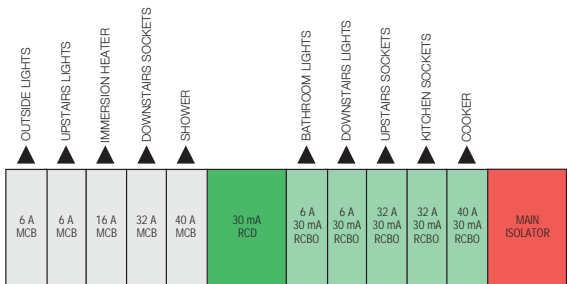 OUTSIDE LIGHTS
UPSTAIRS LIGHTS
IMMERSION HEATER
DOWNSTAIRS SOCKETS
SHOWER
BATHROOM LIGHTS
DOWNSTAIRS LIGHTS
UPSTAIRS SOCKETS
KITCHEN SOCKETS
COOKER
6 A
MCB
6 A
MCB
16 A
MCB
32 A
MCB
40 A
MCB
30 mA
RCD
6 A
30 mA
RCBO
6 A
30 mA
RCBO
32 A
30 mA
RCBO
32 A
30 mA
RCBO
40 A
30 mA
RCBO
MAIN
ISOLATOR